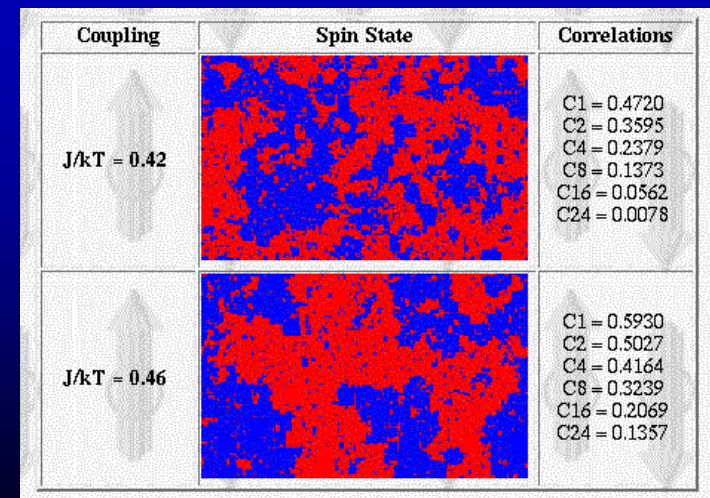 Coupling
Spin State
Correlations
J/kT = 0.42
C1 = 0.4720
C2 = 0.3595
C4 = 0.2379
C8 = 0.1373
C16 = 0.0562
C24 = 0.0078
J/kT = 0.46
C1 = 0.5930
C2 = 0.5027
C4 = 0.4164
C8 = 0.3239
C16 = 0.2069
C24 = 0.1357